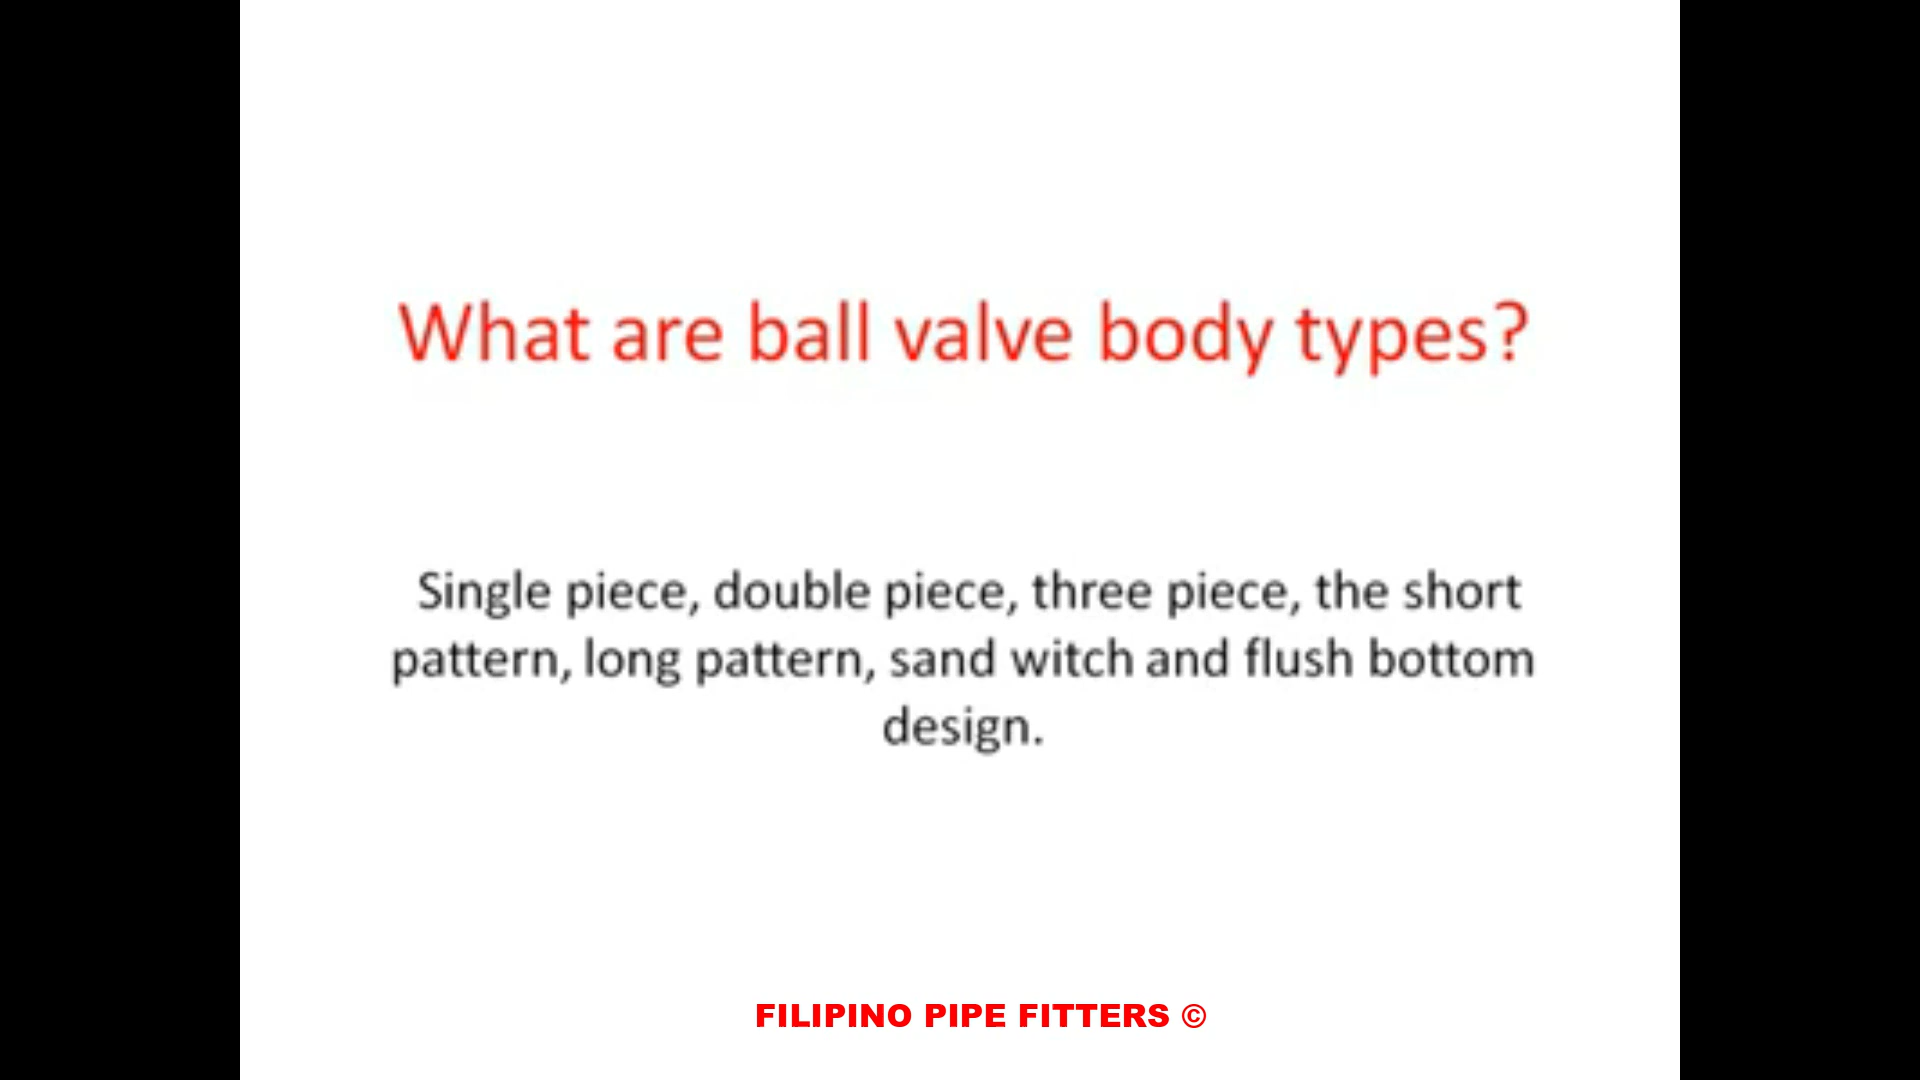 What are ball valve body types?
Single piece, double piece, three piece, the short
pattern, long pattern, sand witch and flush bottom
design.
FILIPINO PIPE FITTERS ©